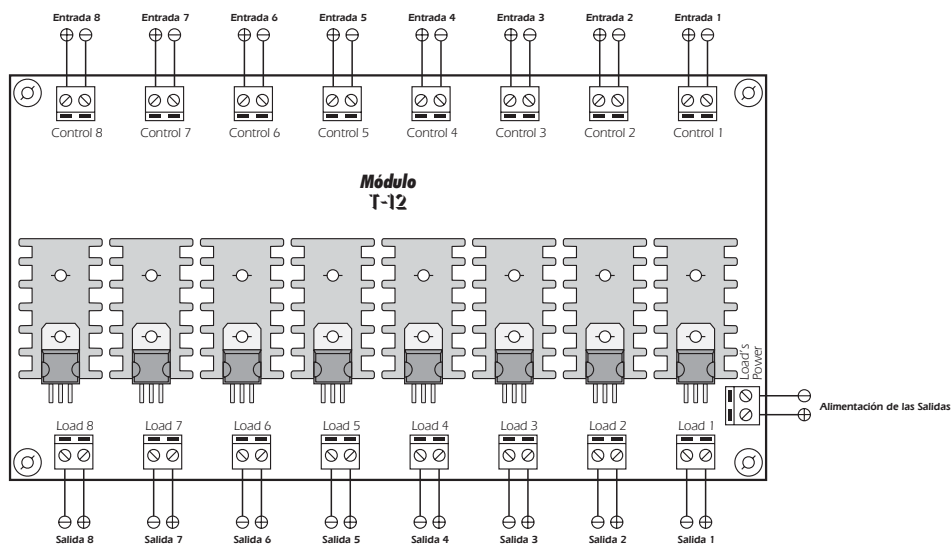 Entrada 8 Entrada 7 Entrada 6 Entrada 5 Entrada 4 Entrada 3 Entrada 2 Entrada 1
Control 8 Control 7 Control 6 Control 5 Control 4 Control 3 Control 2 Control 1
Módulo
T-12
Load's
Power
Alimentación de las Salidas
Load 8 Load 7 Load 6 Load 5 Load 4 Load 3 Load 2 Load 1
Salida 8 Salida 7 Salida 6 Salida 5 Salida 4 Salida 3 Salida 2 Salida 1